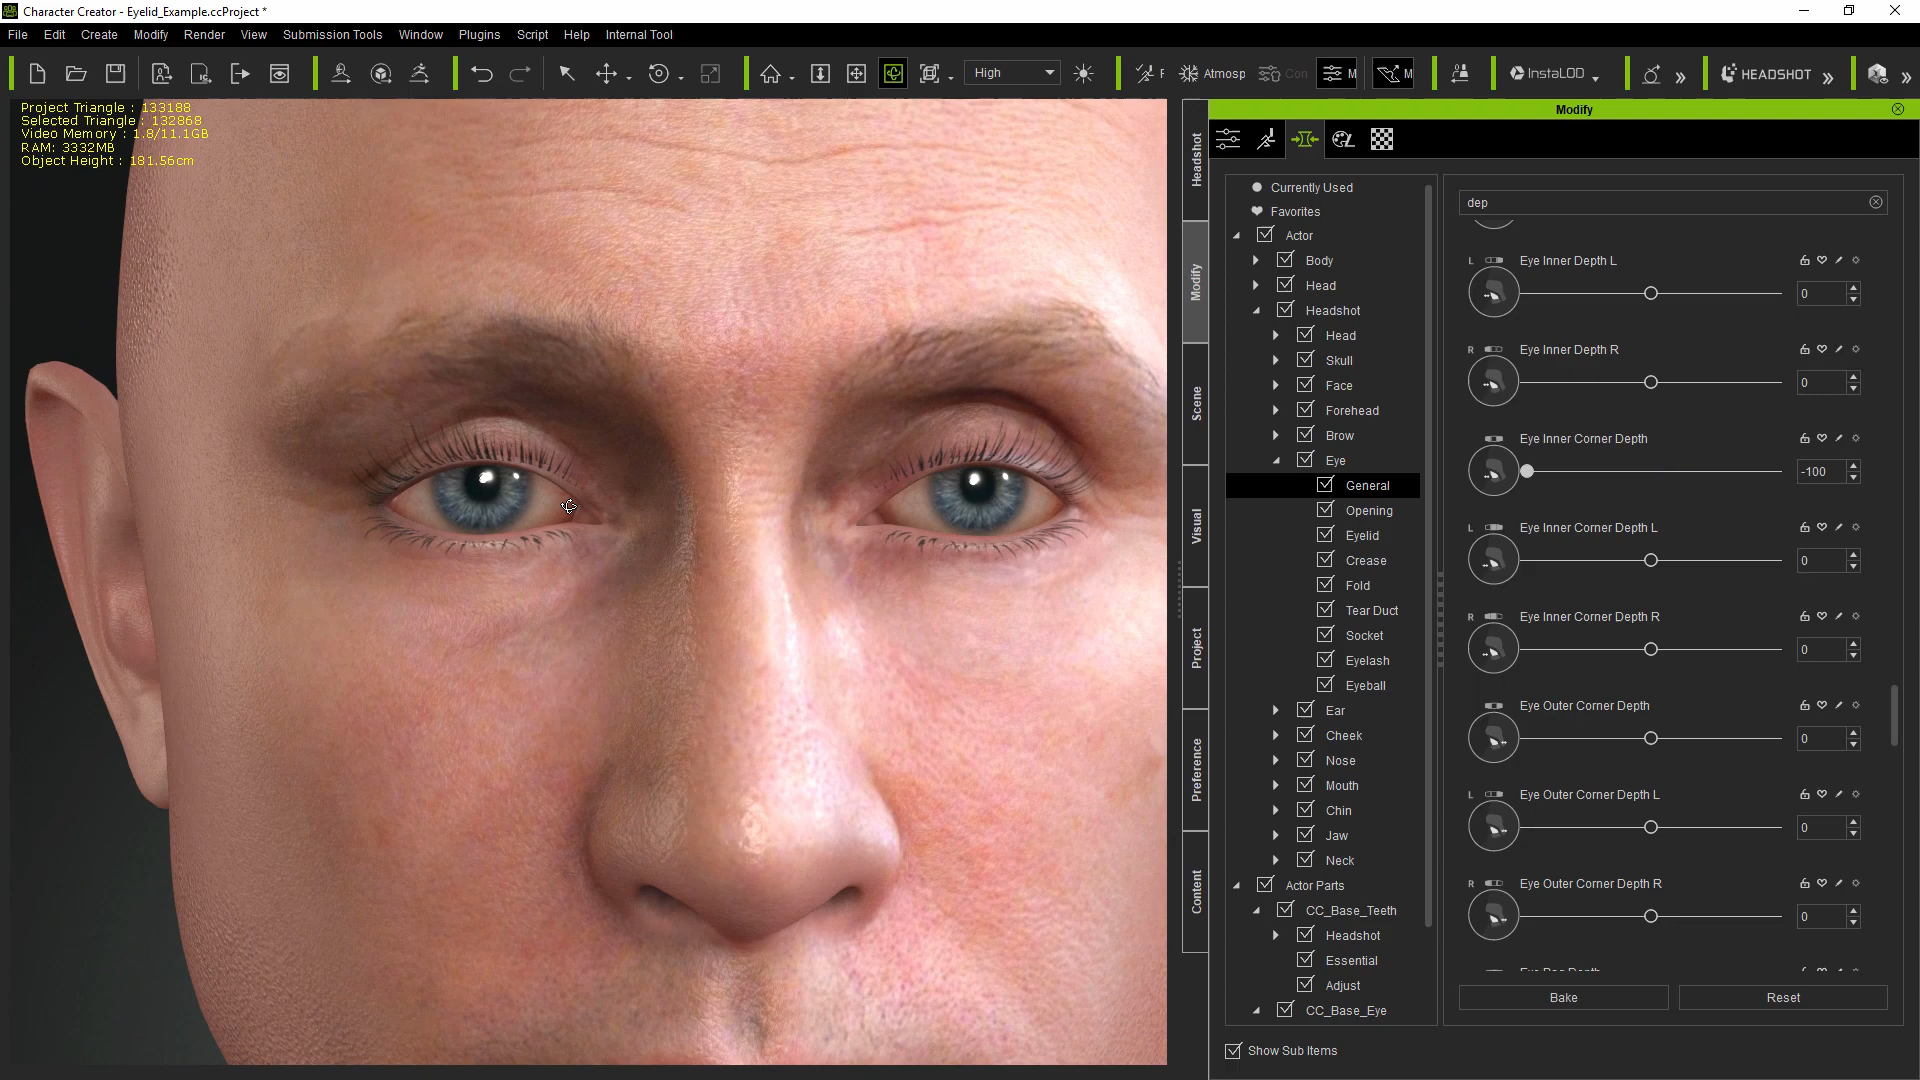 Character Creator - Eyelid_Example.ccProject *
File Edit Create Modify Render View Submission Tools Window Plugins Script Help Internal Tool
High
F
Atmosp
Con
M
M
InstaLOD
HEADSHOT
Project Triangle : 133188
Selected Triangle : 132868
Video Memory : 1.8/11.1GB
RAM: 3332MB
Object Height : 181.56cm
Headshot
Modify
Scene
Visual
Project
Preference
Content
Modify
Currently Used
Favorites
Actor
Body
Head
Headshot
Head
Skull
Face
Forehead
Brow
Eye
General
Opening
Eyelid
Crease
Fold
Tear Duct
Socket
Eyelash
Eyeball
Ear
Cheek
Nose
Mouth
Chin
Jaw
Neck
Actor Parts
CC_Base_Teeth
Headshot
Essential
Adjust
CC_Base_Eye
Show Sub Items
dep
L Eye Inner Depth L
0
R Eye Inner Depth R
0
Eye Inner Corner Depth
-100
L Eye Inner Corner Depth L
0
R Eye Inner Corner Depth R
0
Eye Outer Corner Depth
0
L Eye Outer Corner Depth L
0
R Eye Outer Corner Depth R
0
Eye Bag Depth
Bake Reset